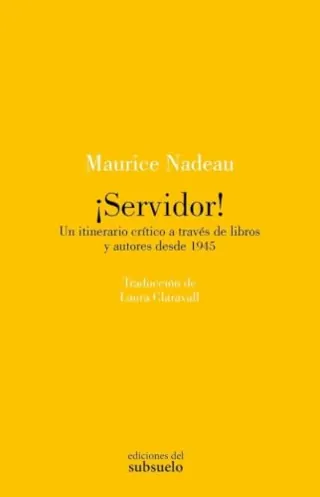 Maurice Nadeau
¡Servidor!
Un itinerario crítico a través de libros
y autores desde 1945
Traducción de
Laura Claravall
ediciones del
subsuelo